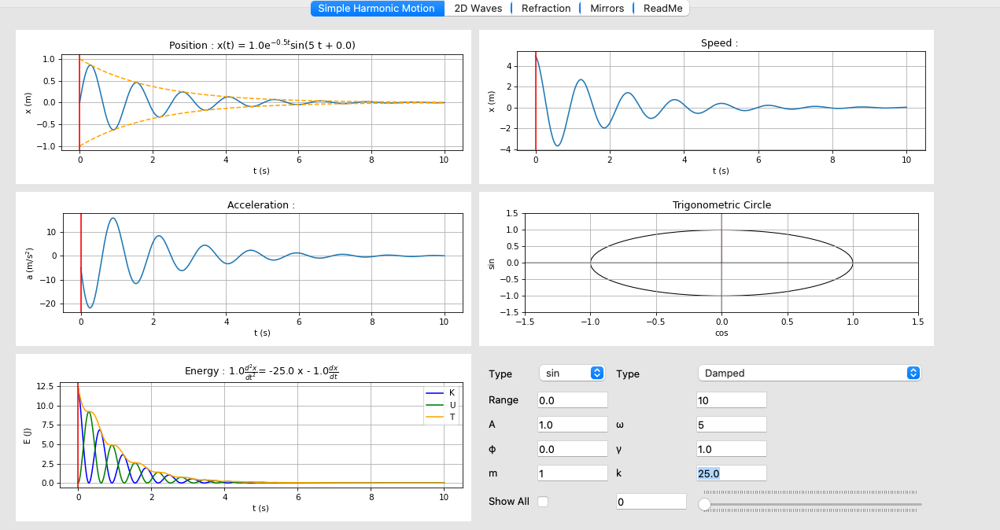 Simple Harmonic Motion 2D Waves Refraction Mirrors ReadMe
Position : x(t) = 1.0e^−0.5t sin(5 t + 0.0)
1.0
0.5
0.0
−0.5
−1.0
x (m)
0 2 4 6 8 10
t (s)
Speed :
4
2
0
−2
−4
x (m)
0 2 4 6 8 10
t (s)
Acceleration :
10
0
−10
−20
a (m/s²)
0 2 4 6 8 10
t (s)
Trigonometric Circle
1.5
1.0
0.5
0.0
−0.5
−1.0
−1.5
sin
−1.5 −1.0 −0.5 0.0 0.5 1.0 1.5
cos
Energy : 1.0 d²x/dt² = -25.0 x - 1.0 dx/dt
12.5
10.0
7.5
5.0
2.5
0.0
E (J)
K
U
T
0 2 4 6 8 10
t (s)
Type sin Type Damped
Range 0.0 10
A 1.0 ω 5
ϕ 0.0 γ 1.0
m 1 k 25.0
Show All 0